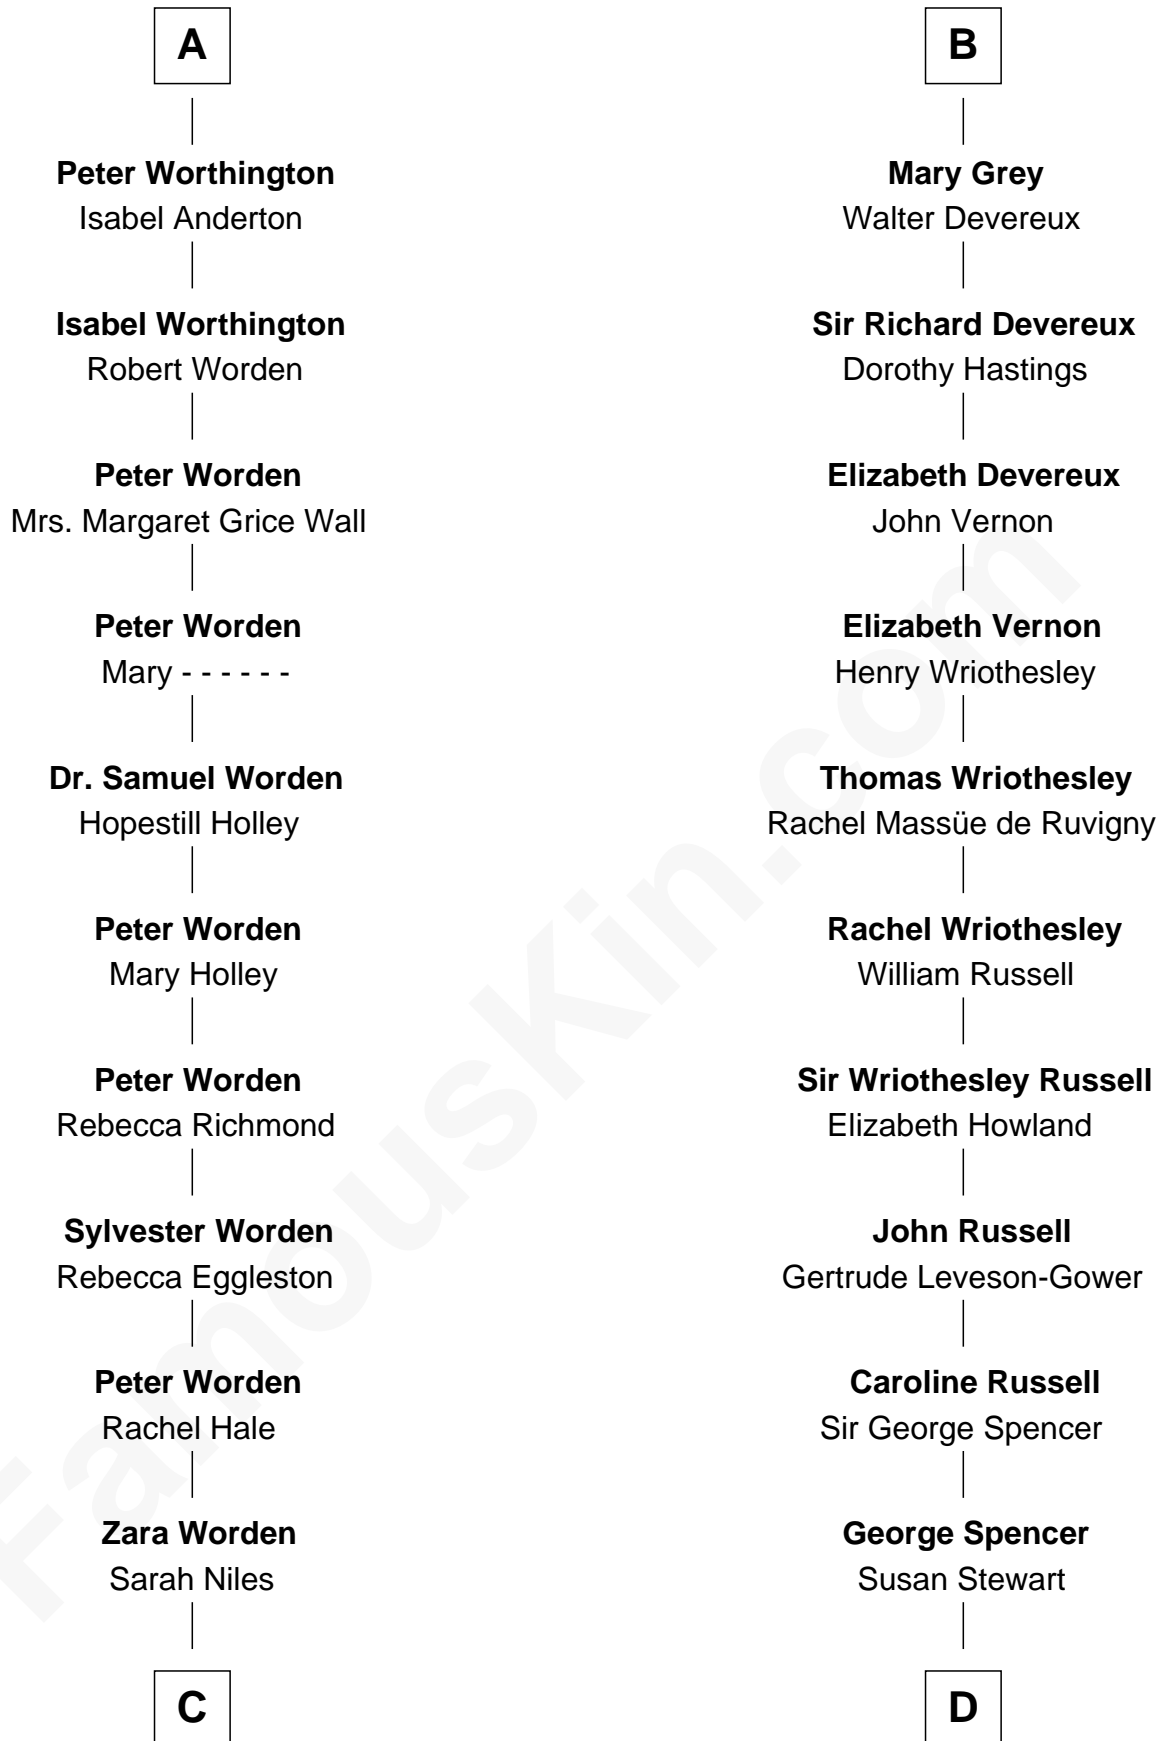 A
Peter Worthington
Isabel Anderton
Isabel Worthington
Robert Worden
Peter Worden
Mrs. Margaret Grice Wall
Peter Worden
Mary - - - - - -
Dr. Samuel Worden
Hopestill Holley
Peter Worden
Mary Holley
Peter Worden
Rebecca Richmond
Sylvester Worden
Rebecca Eggleston
Peter Worden
Rachel Hale
Zara Worden
Sarah Niles
C
B
Mary Grey
Walter Devereux
Sir Richard Devereux
Dorothy Hastings
Elizabeth Devereux
John Vernon
Elizabeth Vernon
Henry Wriothesley
Thomas Wriothesley
Rachel Massüe de Ruvigny
Rachel Wriothesley
William Russell
Sir Wriothesley Russell
Elizabeth Howland
John Russell
Gertrude Leveson-Gower
Caroline Russell
Sir George Spencer
George Spencer
Susan Stewart
D
FamousKin.com